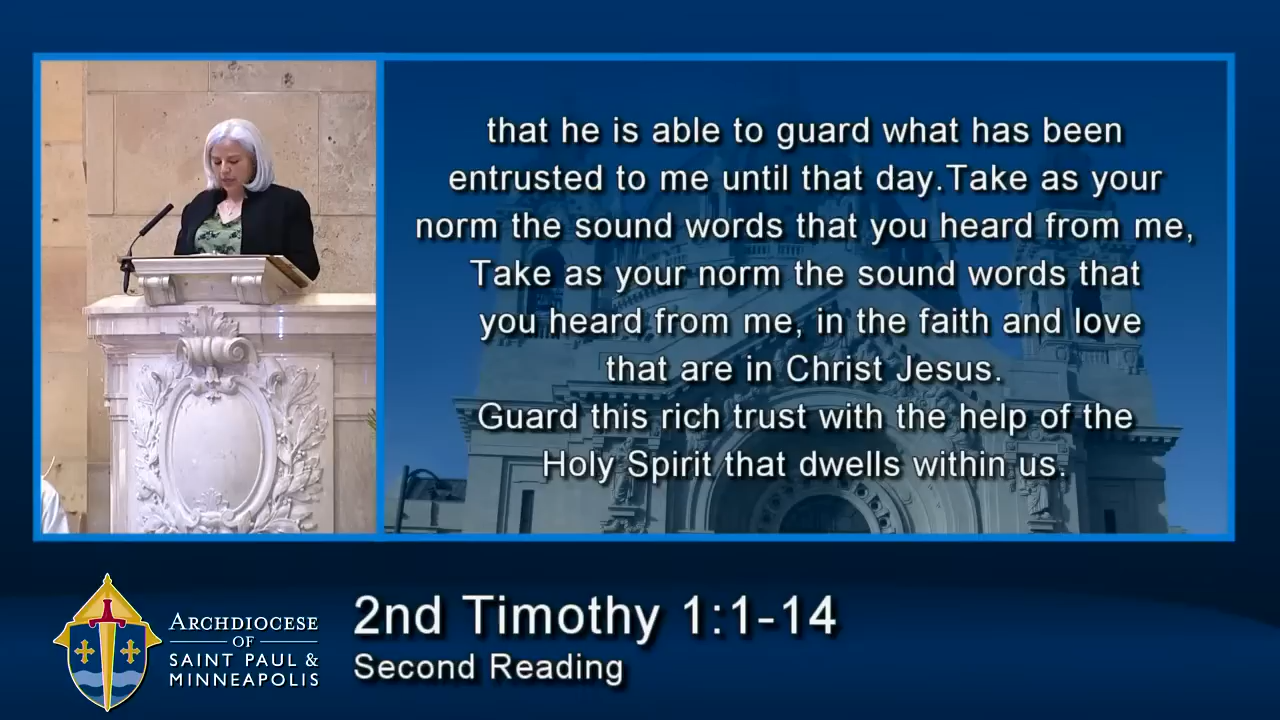 that he is able to guard what has been
entrusted to me until that day.Take as your
norm the sound words that you heard from me,
Take as your norm the sound words that
you heard from me, in the faith and love
that are in Christ Jesus.
Guard this rich trust with the help of the
Holy Spirit that dwells within us.
ARCHDIOCESE
OF
SAINT PAUL &
MINNEAPOLIS
2nd Timothy 1:1-14
Second Reading